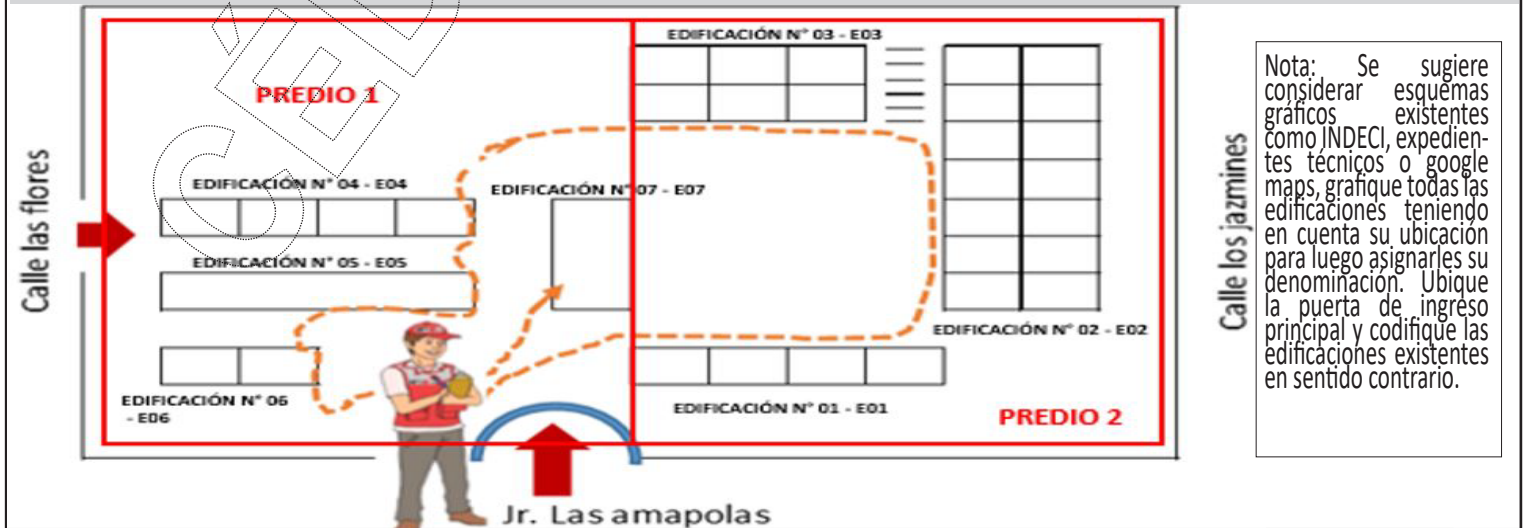 EDIFICACIÓN N° 03 - E03
PREDIO 1
EDIFICACIÓN N° 04 - E04
EDIFICACIÓN N° 07 - E07
EDIFICACIÓN N° 05 - E05
EDIFICACIÓN N° 02 - E02
EDIFICACIÓN N° 06
- E06
EDIFICACIÓN N° 01 - E01
PREDIO 2
Calle las flores
Jr. Las amapolas
Calle los jazmines
Nota: Se sugiere
considerar esquemas
gráficos existentes
como INDECI, expedien-
tes técnicos o google
maps, grafique todas las
edificaciones teniendo
en cuenta su ubicación
para luego asignarles su
denominación. Ubique
la puerta de ingreso
principal y codifique las
edificaciones existentes
en sentido contrario.
CÉ